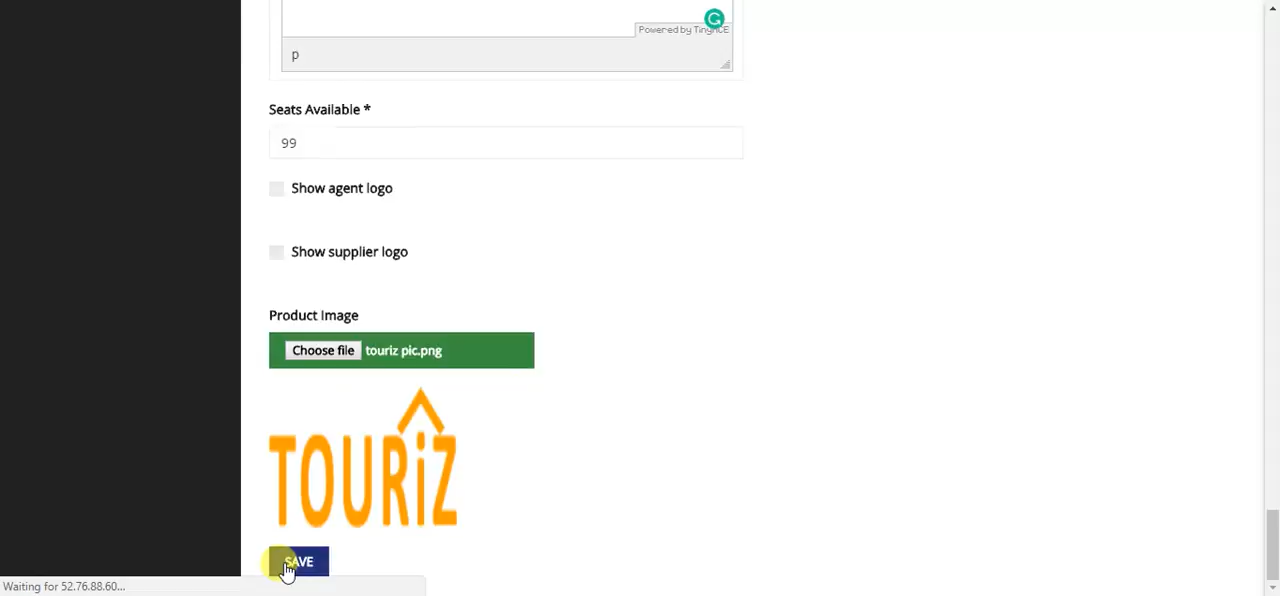 Powered by TinyMCE
p
Seats Available *
99
Show agent logo
Show supplier logo
Product Image
Choose file touriz pic.png
TOURiZ
SAVE
Waiting for 52.76.88.60...